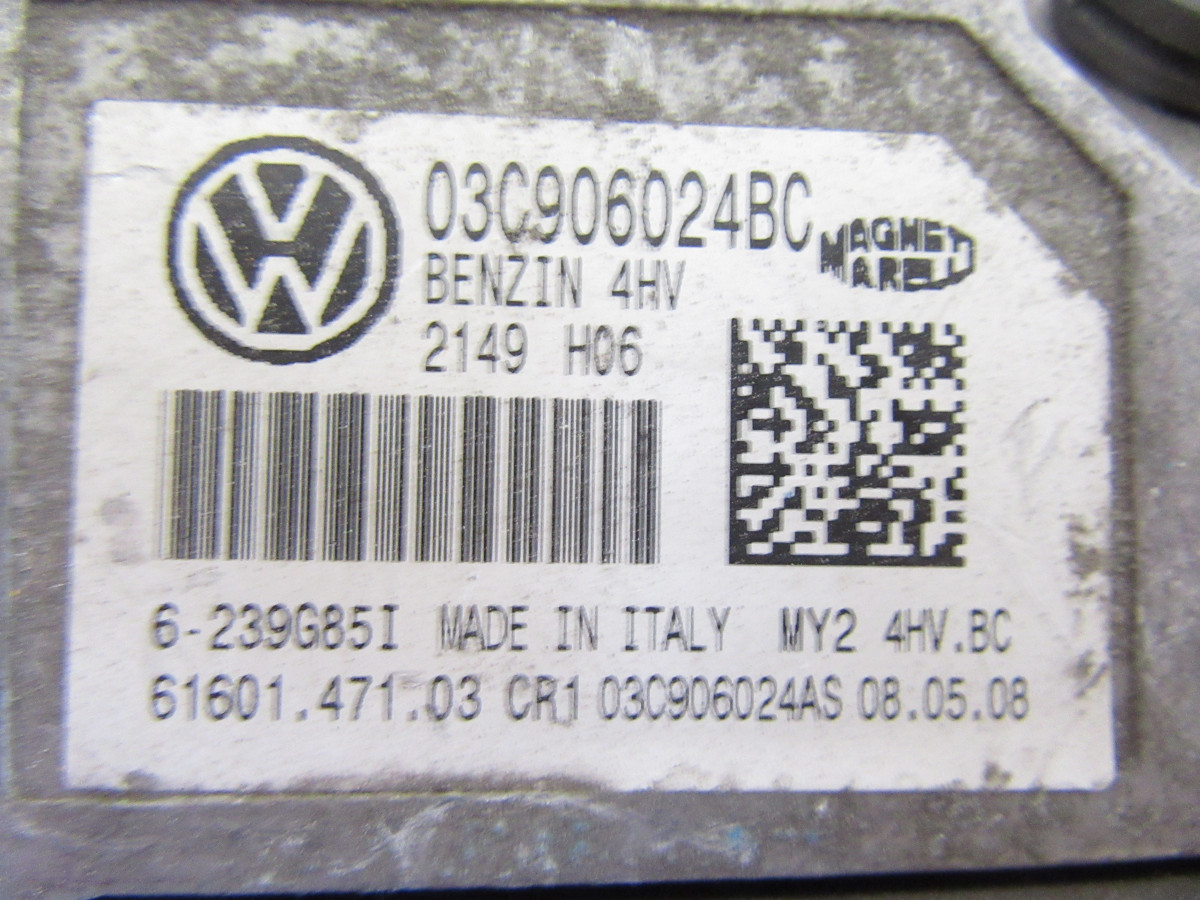 03C906024BC
MAGNETI
MARELLI
BENZIN 4HV
2149 H06
6-239G85I MADE IN ITALY MY2 4HV.BC
61601.471.03 CR1 03C906024AS 08.05.08